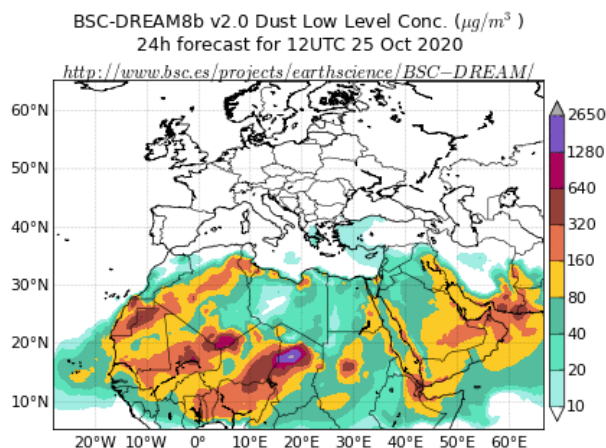 BSC-DREAM8b v2.0 Dust Low Level Conc. (μg/m³ )
24h forecast for 12UTC 25 Oct 2020
http://www.bsc.es/projects/earthscience/BSC−DREAM/
60°N
50°N
40°N
30°N
20°N
10°N
20°W
10°W
0°
10°E
20°E
30°E
40°E
50°E
60°E
2650
1280
640
320
160
80
40
20
10